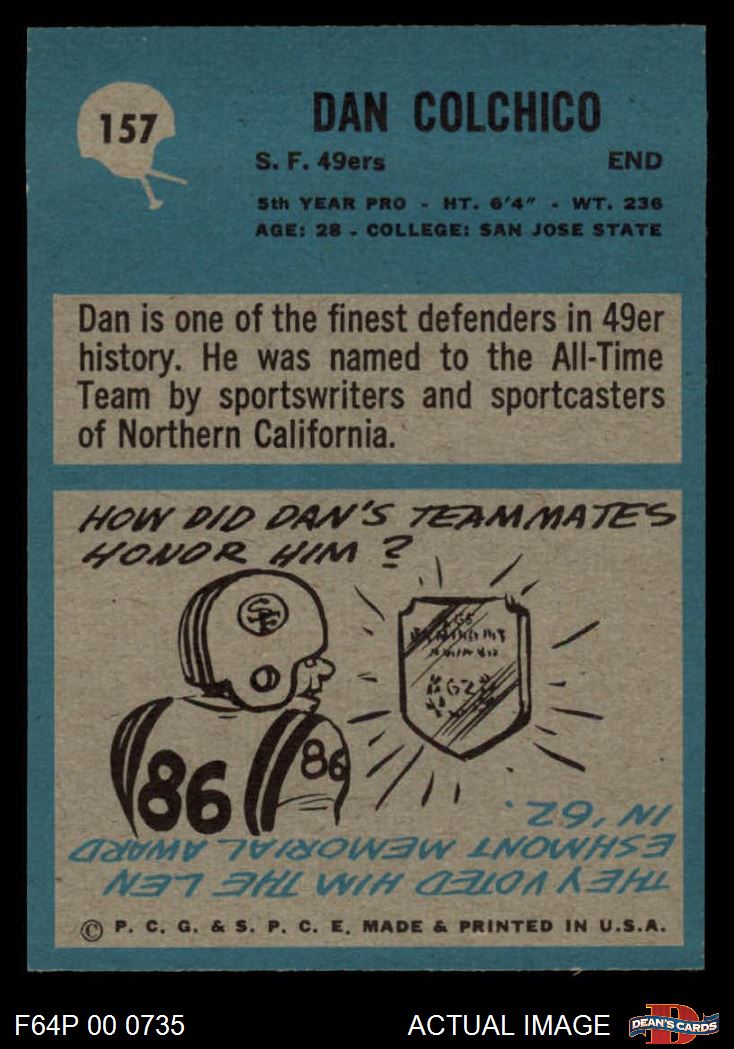 157
DAN COLCHICO
S. F. 49ers END
5th YEAR PRO - HT. 6'4" - WT. 236
AGE: 28 - COLLEGE: SAN JOSE STATE
Dan is one of the finest defenders in 49er
history. He was named to the All-Time
Team by sportswriters and sportcasters
of Northern California.
HOW DID DAN'S TEAMMATES
HONOR HIM?
SF
86
86
62
THEY VOTED HIM THE LEN
ESHMONT MEMORIAL AWARD
IN '62.
© P. C. G. & S. P. C. E. MADE & PRINTED IN U.S.A.
F64P 00 0735 ACTUAL IMAGE
D
DEAN'S CARDS